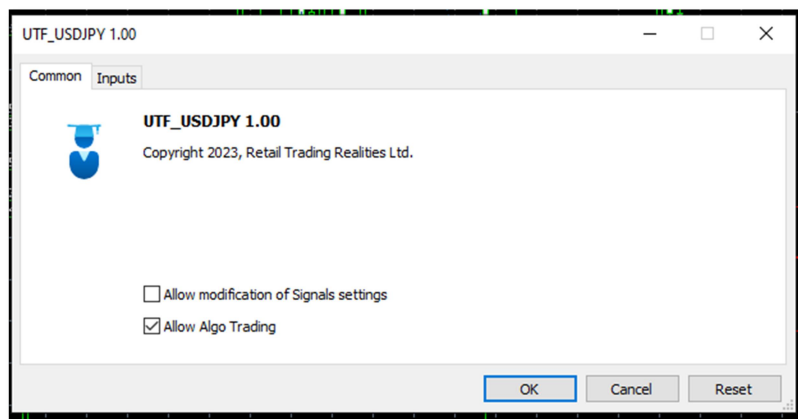 UTF_USDJPY 1.00
Common Inputs
UTF_USDJPY 1.00
Copyright 2023, Retail Trading Realities Ltd.
Allow modification of Signals settings
Allow Algo Trading
OK Cancel Reset